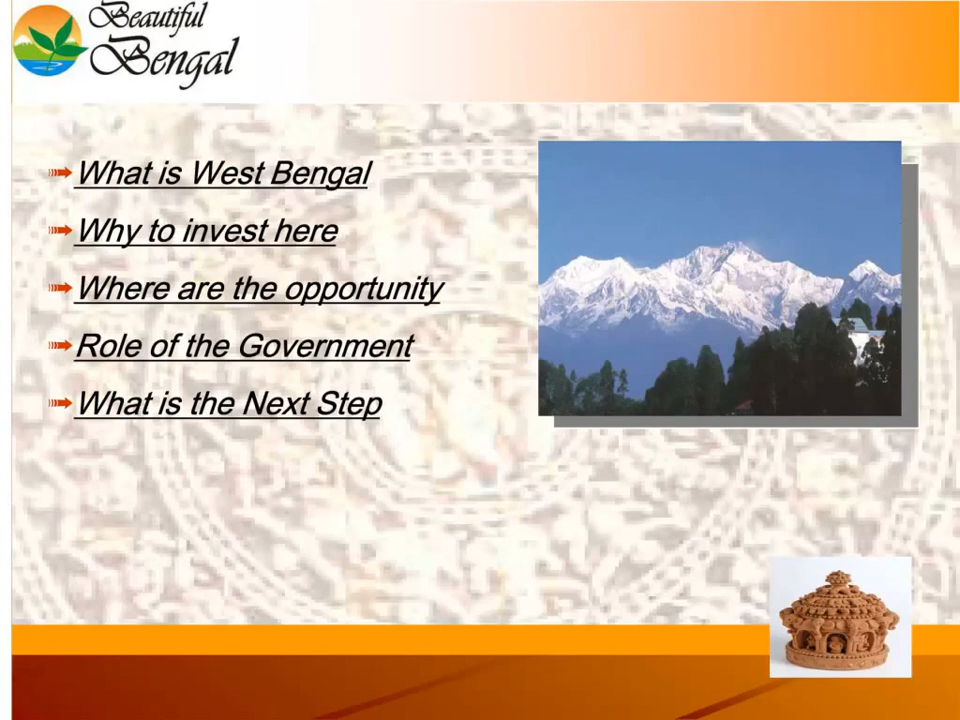 Beautiful
Bengal
What is West Bengal
Why to invest here
Where are the opportunity
Role of the Government
What is the Next Step